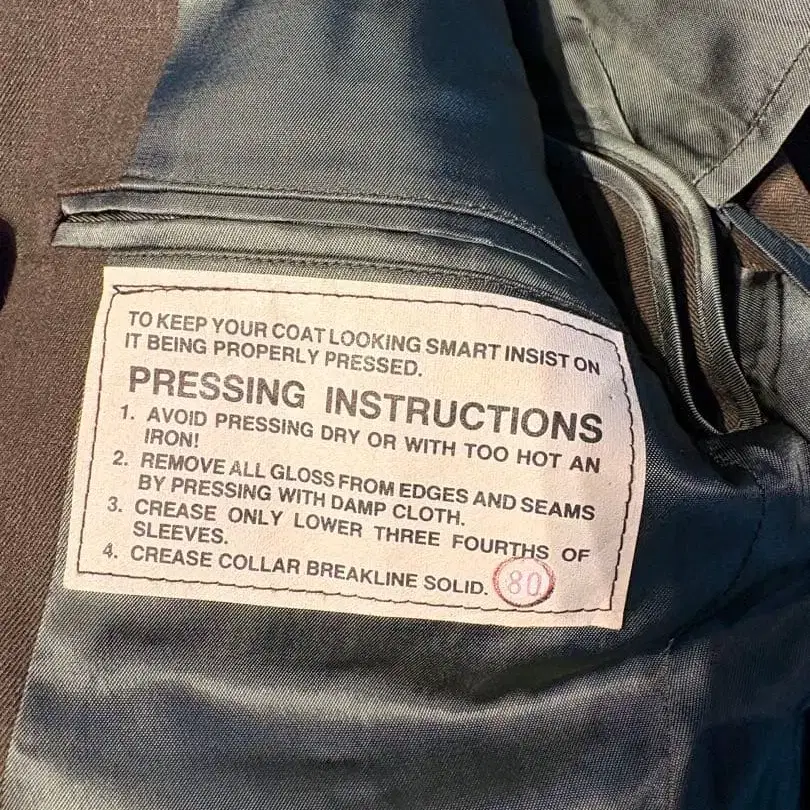 TO KEEP YOUR COAT LOOKING SMART INSIST ON
IT BEING PROPERLY PRESSED.
PRESSING INSTRUCTIONS
1. AVOID PRESSING DRY OR WITH TOO HOT AN
IRON!
2. REMOVE ALL GLOSS FROM EDGES AND SEAMS
BY PRESSING WITH DAMP CLOTH.
3. CREASE ONLY LOWER THREE FOURTHS OF
SLEEVES.
4. CREASE COLLAR BREAKLINE SOLID. 80